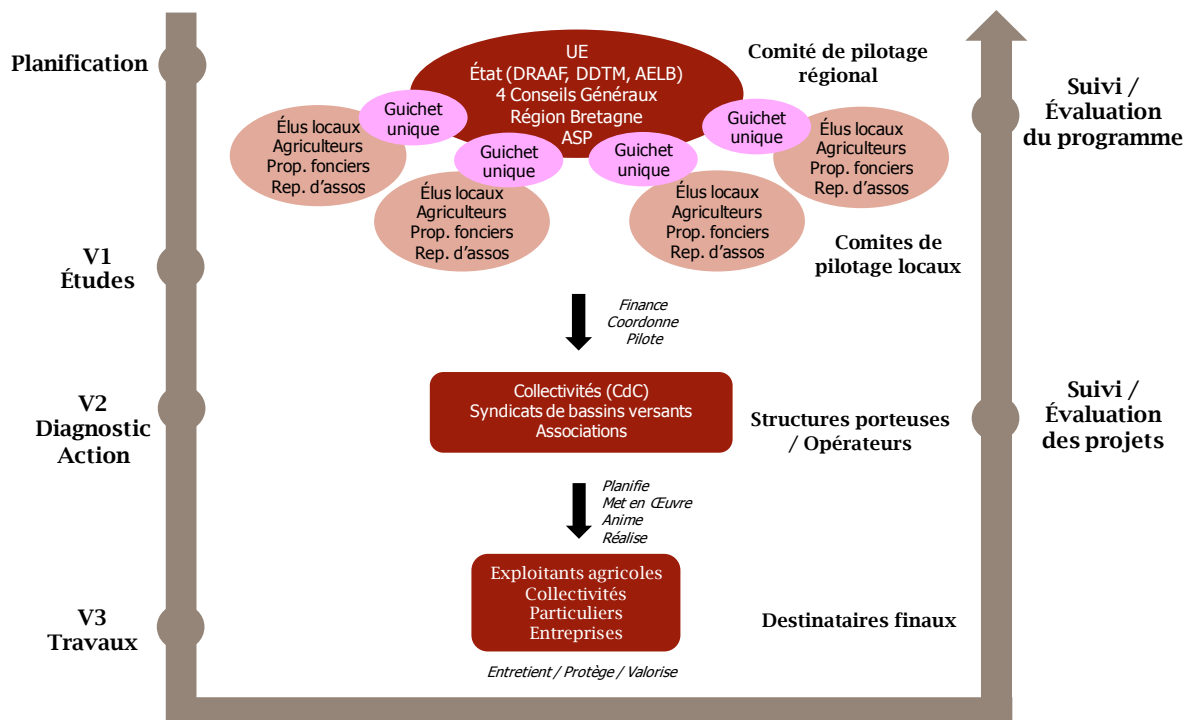 Planification
UE
État (DRAAF, DDTM, AELB)
4 Conseils Généraux
Région Bretagne
ASP
Comité de pilotage
régional
Suivi /
Évaluation
du programme
Guichet
unique
Guichet
unique
Guichet
unique
Guichet
unique
Élus locaux
Agriculteurs
Prop. fonciers
Rep. d'assos
Élus locaux
Agriculteurs
Prop. fonciers
Rep. d'assos
Élus locaux
Agriculteurs
Prop. fonciers
Rep. d'assos
Élus locaux
Agriculteurs
Prop. fonciers
Rep. d'assos
V1
Études
Comites de
pilotage locaux
Finance
Coordonne
Pilote
V2
Diagnostic
Action
Collectivités (CdC)
Syndicats de bassins versants
Associations
Structures porteuses
/ Opérateurs
Suivi /
Évaluation
des projets
Planifie
Met en Œuvre
Anime
Réalise
V3
Travaux
Exploitants agricoles
Collectivités
Particuliers
Entreprises
Destinataires finaux
Entretient / Protège / Valorise